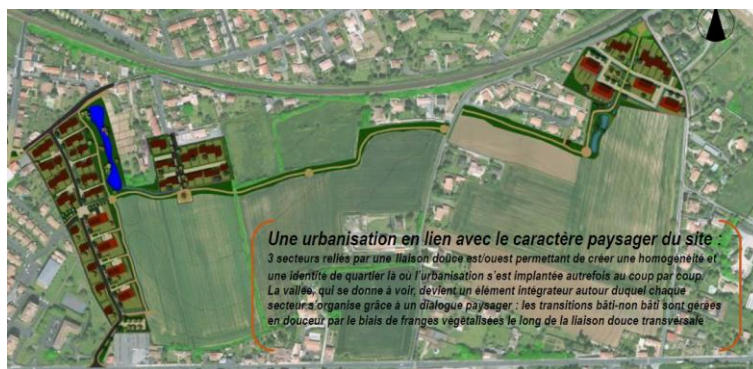 Une urbanisation en lien avec le caractère paysager du site :
3 secteurs reliés par une liaison douce est/ouest permettant de créer une homogénéité et
une identité de quartier là où l'urbanisation s'est implantée autrefois au coup par coup.
La vallée, qui se donne à voir, devient un élément intégrateur autour duquel chaque
secteur s'organise grâce à un dialogue paysager : les transitions bâti-non bâti sont gérées
en douceur par le biais de franges végétalisées le long de la liaison douce transversale